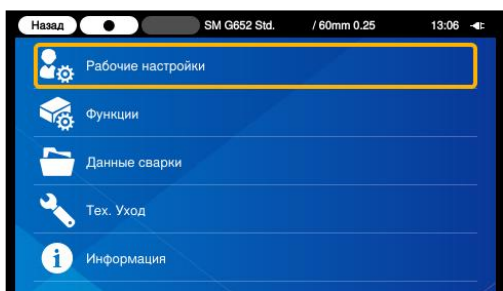 Назад SM G652 Std. / 60mm 0.25 13:06
Рабочие настройки
Функции
Данные сварки
Тех. Уход
Информация